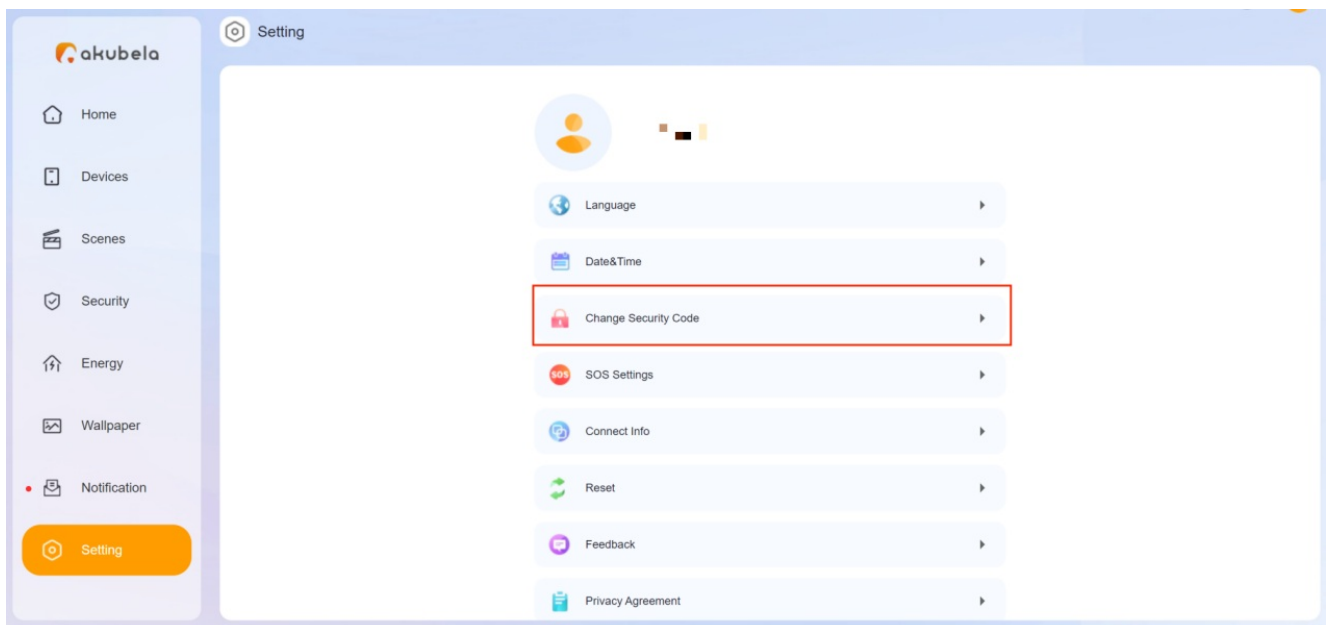 akubela
Home
Devices
Scenes
Security
Energy
Wallpaper
Notification
Setting
Setting
Language
Date&Time
Change Security Code
SOS
SOS Settings
Connect Info
Reset
Feedback
Privacy Agreement